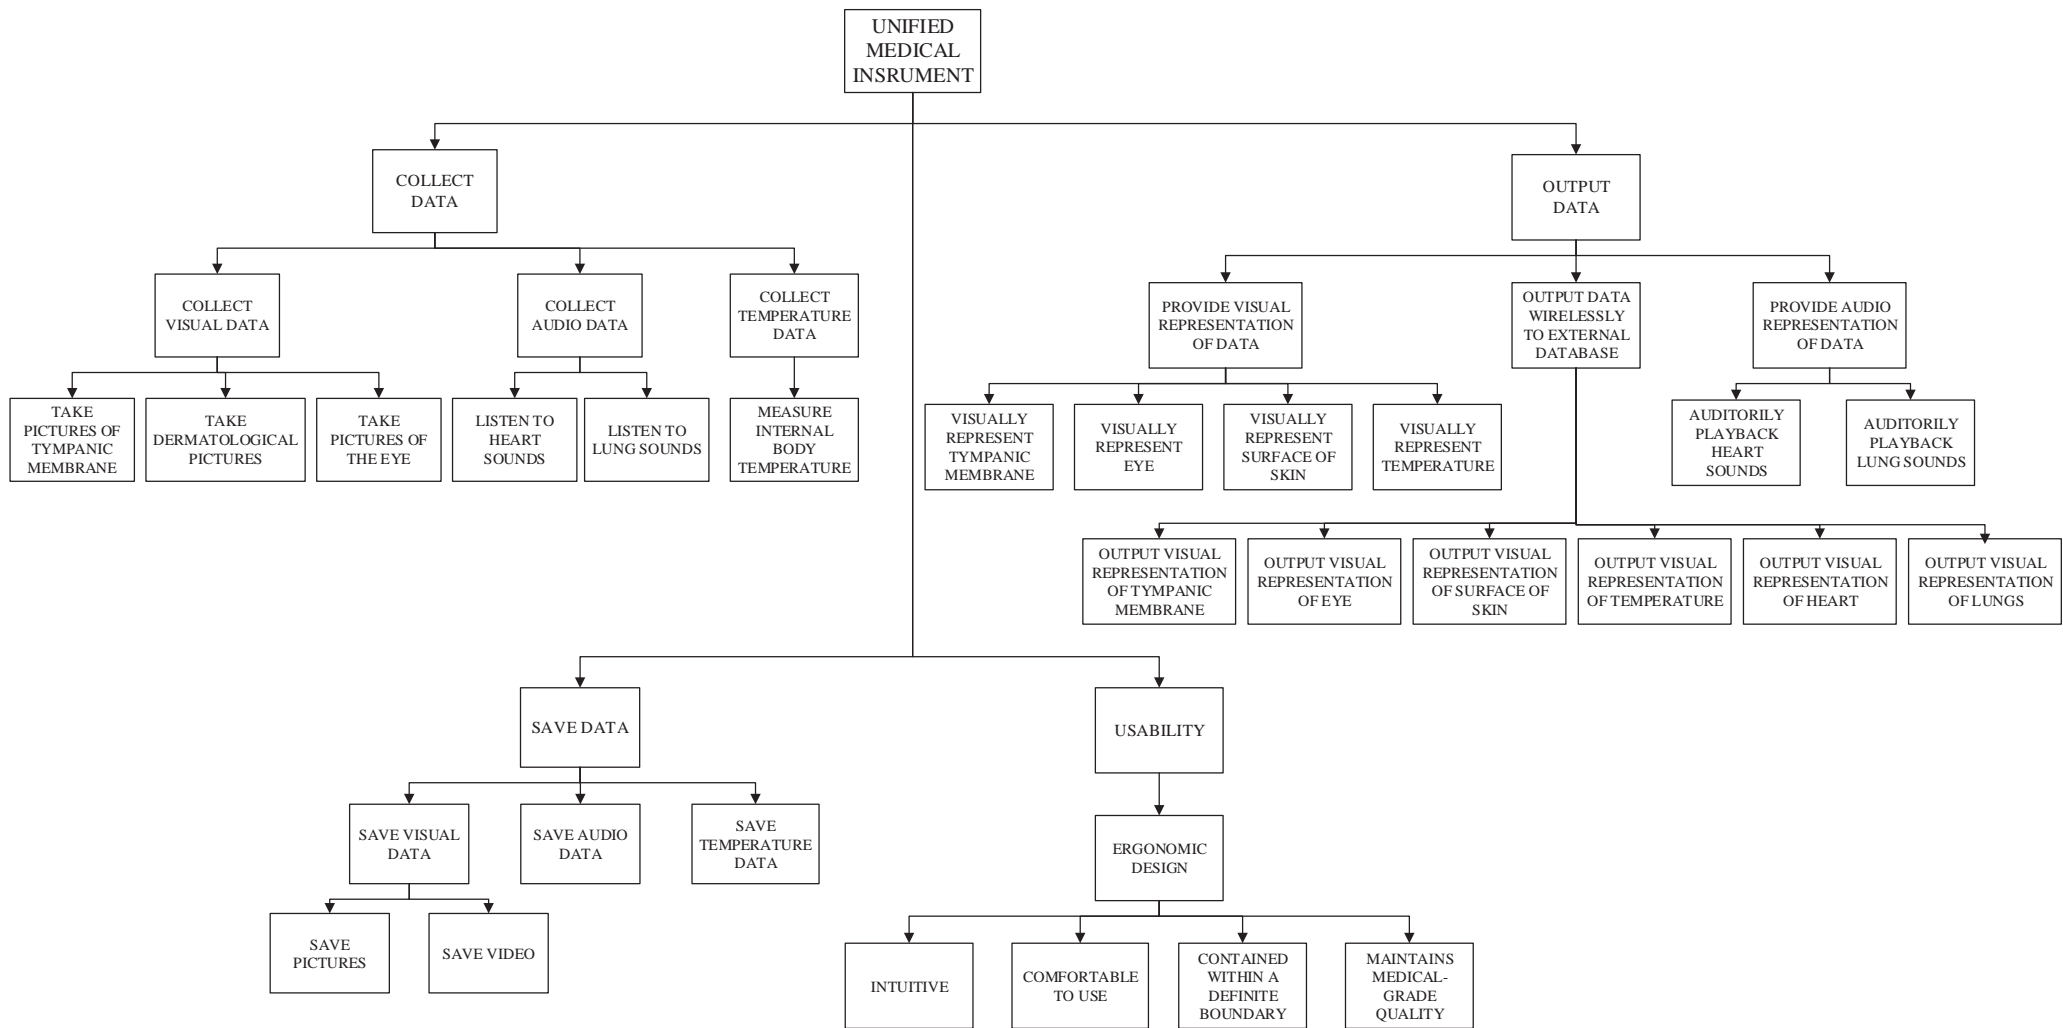 UNIFIED
MEDICAL
INSRUMENT
COLLECT
DATA
OUTPUT
DATA
COLLECT
VISUAL DATA
COLLECT
AUDIO DATA
COLLECT
TEMPERATURE
DATA
PROVIDE VISUAL
REPRESENTATION
OF DATA
OUTPUT DATA
WIRELESSLY
TO EXTERNAL
DATABASE
PROVIDE AUDIO
REPRESENTATION
OF DATA
TAKE
PICTURES OF
TYMPANIC
MEMBRANE
TAKE
DERMATOLOGICAL
PICTURES
TAKE
PICTURES OF
THE EYE
LISTEN TO
HEART
SOUNDS
LISTEN TO
LUNG SOUNDS
MEASURE
INTERNAL
BODY
TEMPERATURE
VISUALLY
REPRESENT
TYMPANIC
MEMBRANE
VISUALLY
REPRESENT
EYE
VISUALLY
REPRESENT
SURFACE OF
SKIN
VISUALLY
REPRESENT
TEMPERATURE
AUDITORILY
PLAYBACK
HEART
SOUNDS
AUDITORILY
PLAYBACK
LUNG SOUNDS
OUTPUT VISUAL
REPRESENTATION
OF TYMPANIC
MEMBRANE
OUTPUT VISUAL
REPRESENTATION
OF EYE
OUTPUT VISUAL
REPRESENTATION
OF SURFACE OF
SKIN
OUTPUT VISUAL
REPRESENTATION
OF TEMPERATURE
OUTPUT VISUAL
REPRESENTATION
OF HEART
OUTPUT VISUAL
REPRESENTATION
OF LUNGS
SAVE DATA
USABILITY
SAVE VISUAL
DATA
SAVE AUDIO
DATA
SAVE
TEMPERATURE
DATA
ERGONOMIC
DESIGN
SAVE
PICTURES
SAVE VIDEO
INTUITIVE
COMFORTABLE
TO USE
CONTAINED
WITHIN A
DEFINITE
BOUNDARY
MAINTAINS
MEDICAL-
GRADE
QUALITY